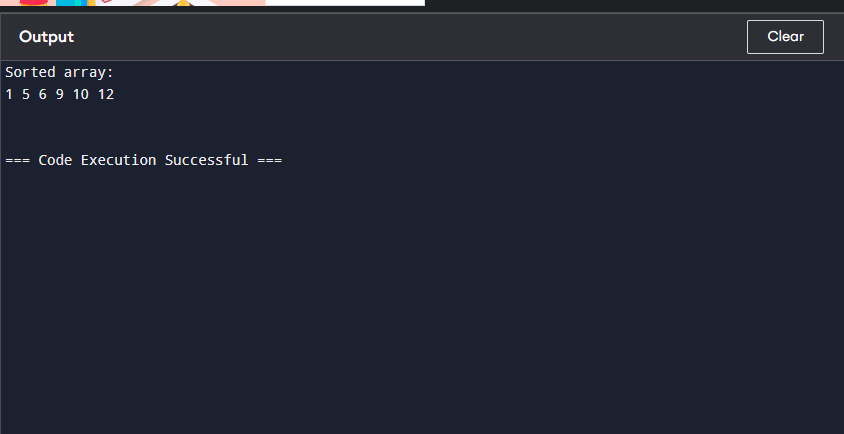 Output
Clear
Sorted array:
1 5 6 9 10 12
=== Code Execution Successful ===